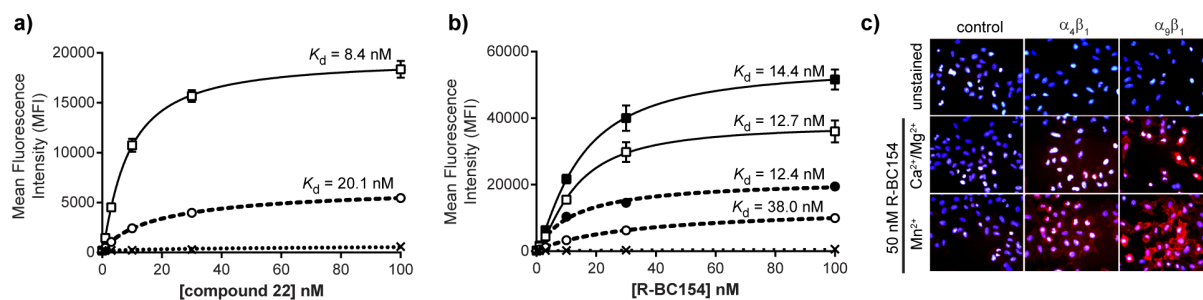 a)
Mean Fluorescence
Intensity (MFI)
20000
15000
10000
5000
0
K_d = 8.4 nM
K_d = 20.1 nM
0 20 40 60 80 100
[compound 22] nM
b)
Mean Fluorescence
Intensity (MFI)
60000
40000
20000
0
K_d = 14.4 nM
K_d = 12.7 nM
K_d = 12.4 nM
K_d = 38.0 nM
0 20 40 60 80 100
[R-BC154] nM
c)
control α₄β₁ α₉β₁
unstained
50 nM R-BC154
Ca²⁺/Mg²⁺
Mn²⁺